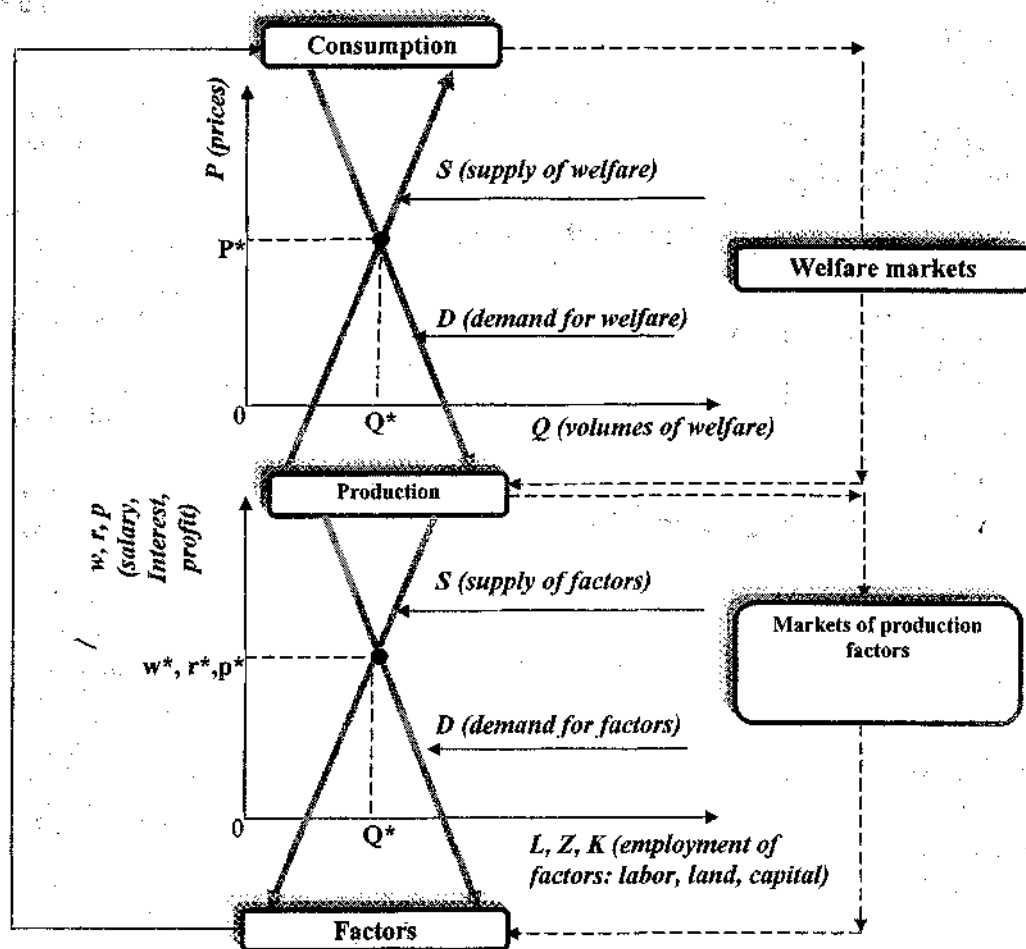 Consumption
P (prices)
S (supply of welfare)
P*
Welfare markets
D (demand for welfare)
0
Q*
Q (volumes of welfare)
Production
w, r, p
(salary,
Interest,
profit)
S (supply of factors)
Markets of production
factors
w*, r*,p*
D (demand for factors)
0
Q*
L, Z, K (employment of
factors: labor, land, capital)
Factors